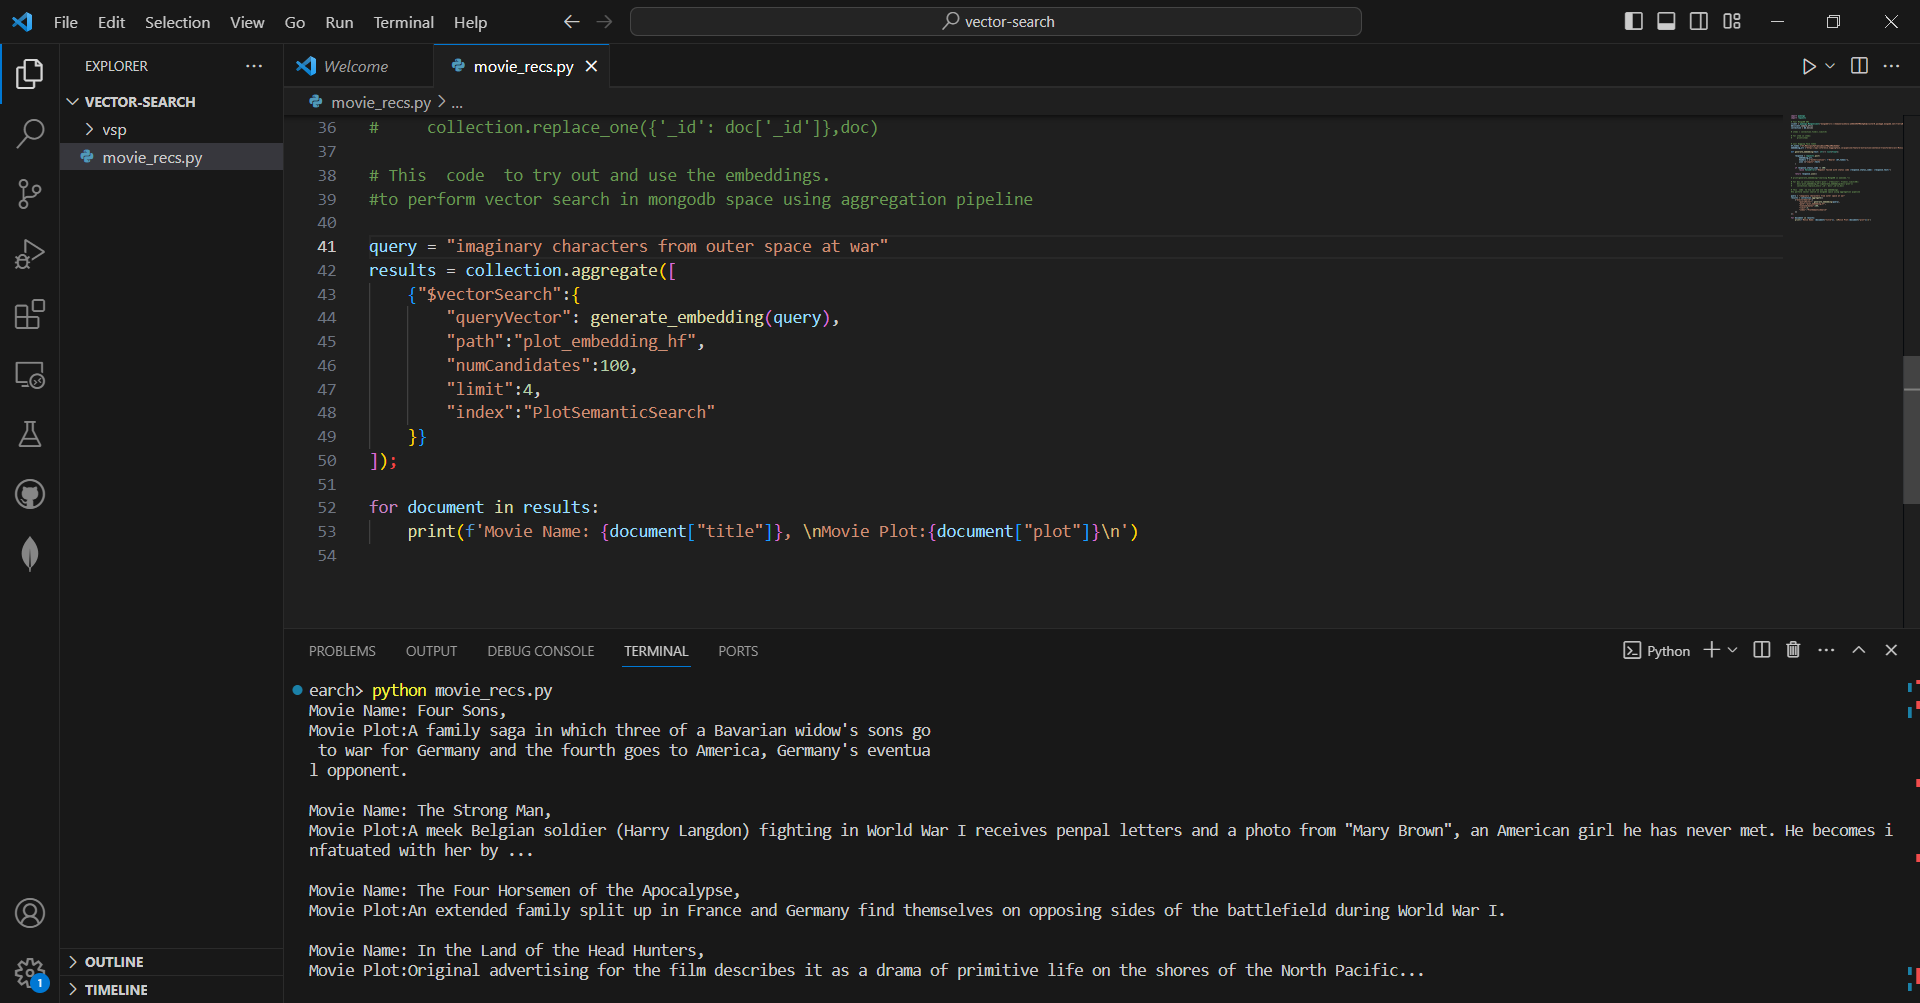 File Edit Selection View Go Run Terminal Help
vector-search
EXPLORER
VECTOR-SEARCH
vsp
movie_recs.py
OUTLINE
TIMELINE
1
Welcome
movie_recs.py
movie_recs.py > ...
36 #     collection.replace_one({'_id': doc['_id']},doc)
37
38 # This  code  to try out and use the embeddings.
39 #to perform vector search in mongodb space using aggregation pipeline
40
41 query = "imaginary characters from outer space at war"
42 results = collection.aggregate([
43     {"$vectorSearch":{
44         "queryVector": generate_embedding(query),
45         "path":"plot_embedding_hf",
46         "numCandidates":100,
47         "limit":4,
48         "index":"PlotSemanticSearch"
49     }}
50 ]);
51
52 for document in results:
53     print(f'Movie Name: {document["title"]}, \nMovie Plot:{document["plot"]}\n')
54
PROBLEMS OUTPUT DEBUG CONSOLE TERMINAL PORTS
Python
earch> python movie_recs.py
Movie Name: Four Sons,
Movie Plot:A family saga in which three of a Bavarian widow's sons go
 to war for Germany and the fourth goes to America, Germany's eventua
l opponent.
Movie Name: The Strong Man,
Movie Plot:A meek Belgian soldier (Harry Langdon) fighting in World War I receives penpal letters and a photo from "Mary Brown", an American girl he has never met. He becomes i
nfatuated with her by ...
Movie Name: The Four Horsemen of the Apocalypse,
Movie Plot:An extended family split up in France and Germany find themselves on opposing sides of the battlefield during World War I.
Movie Name: In the Land of the Head Hunters,
Movie Plot:Original advertising for the film describes it as a drama of primitive life on the shores of the North Pacific...